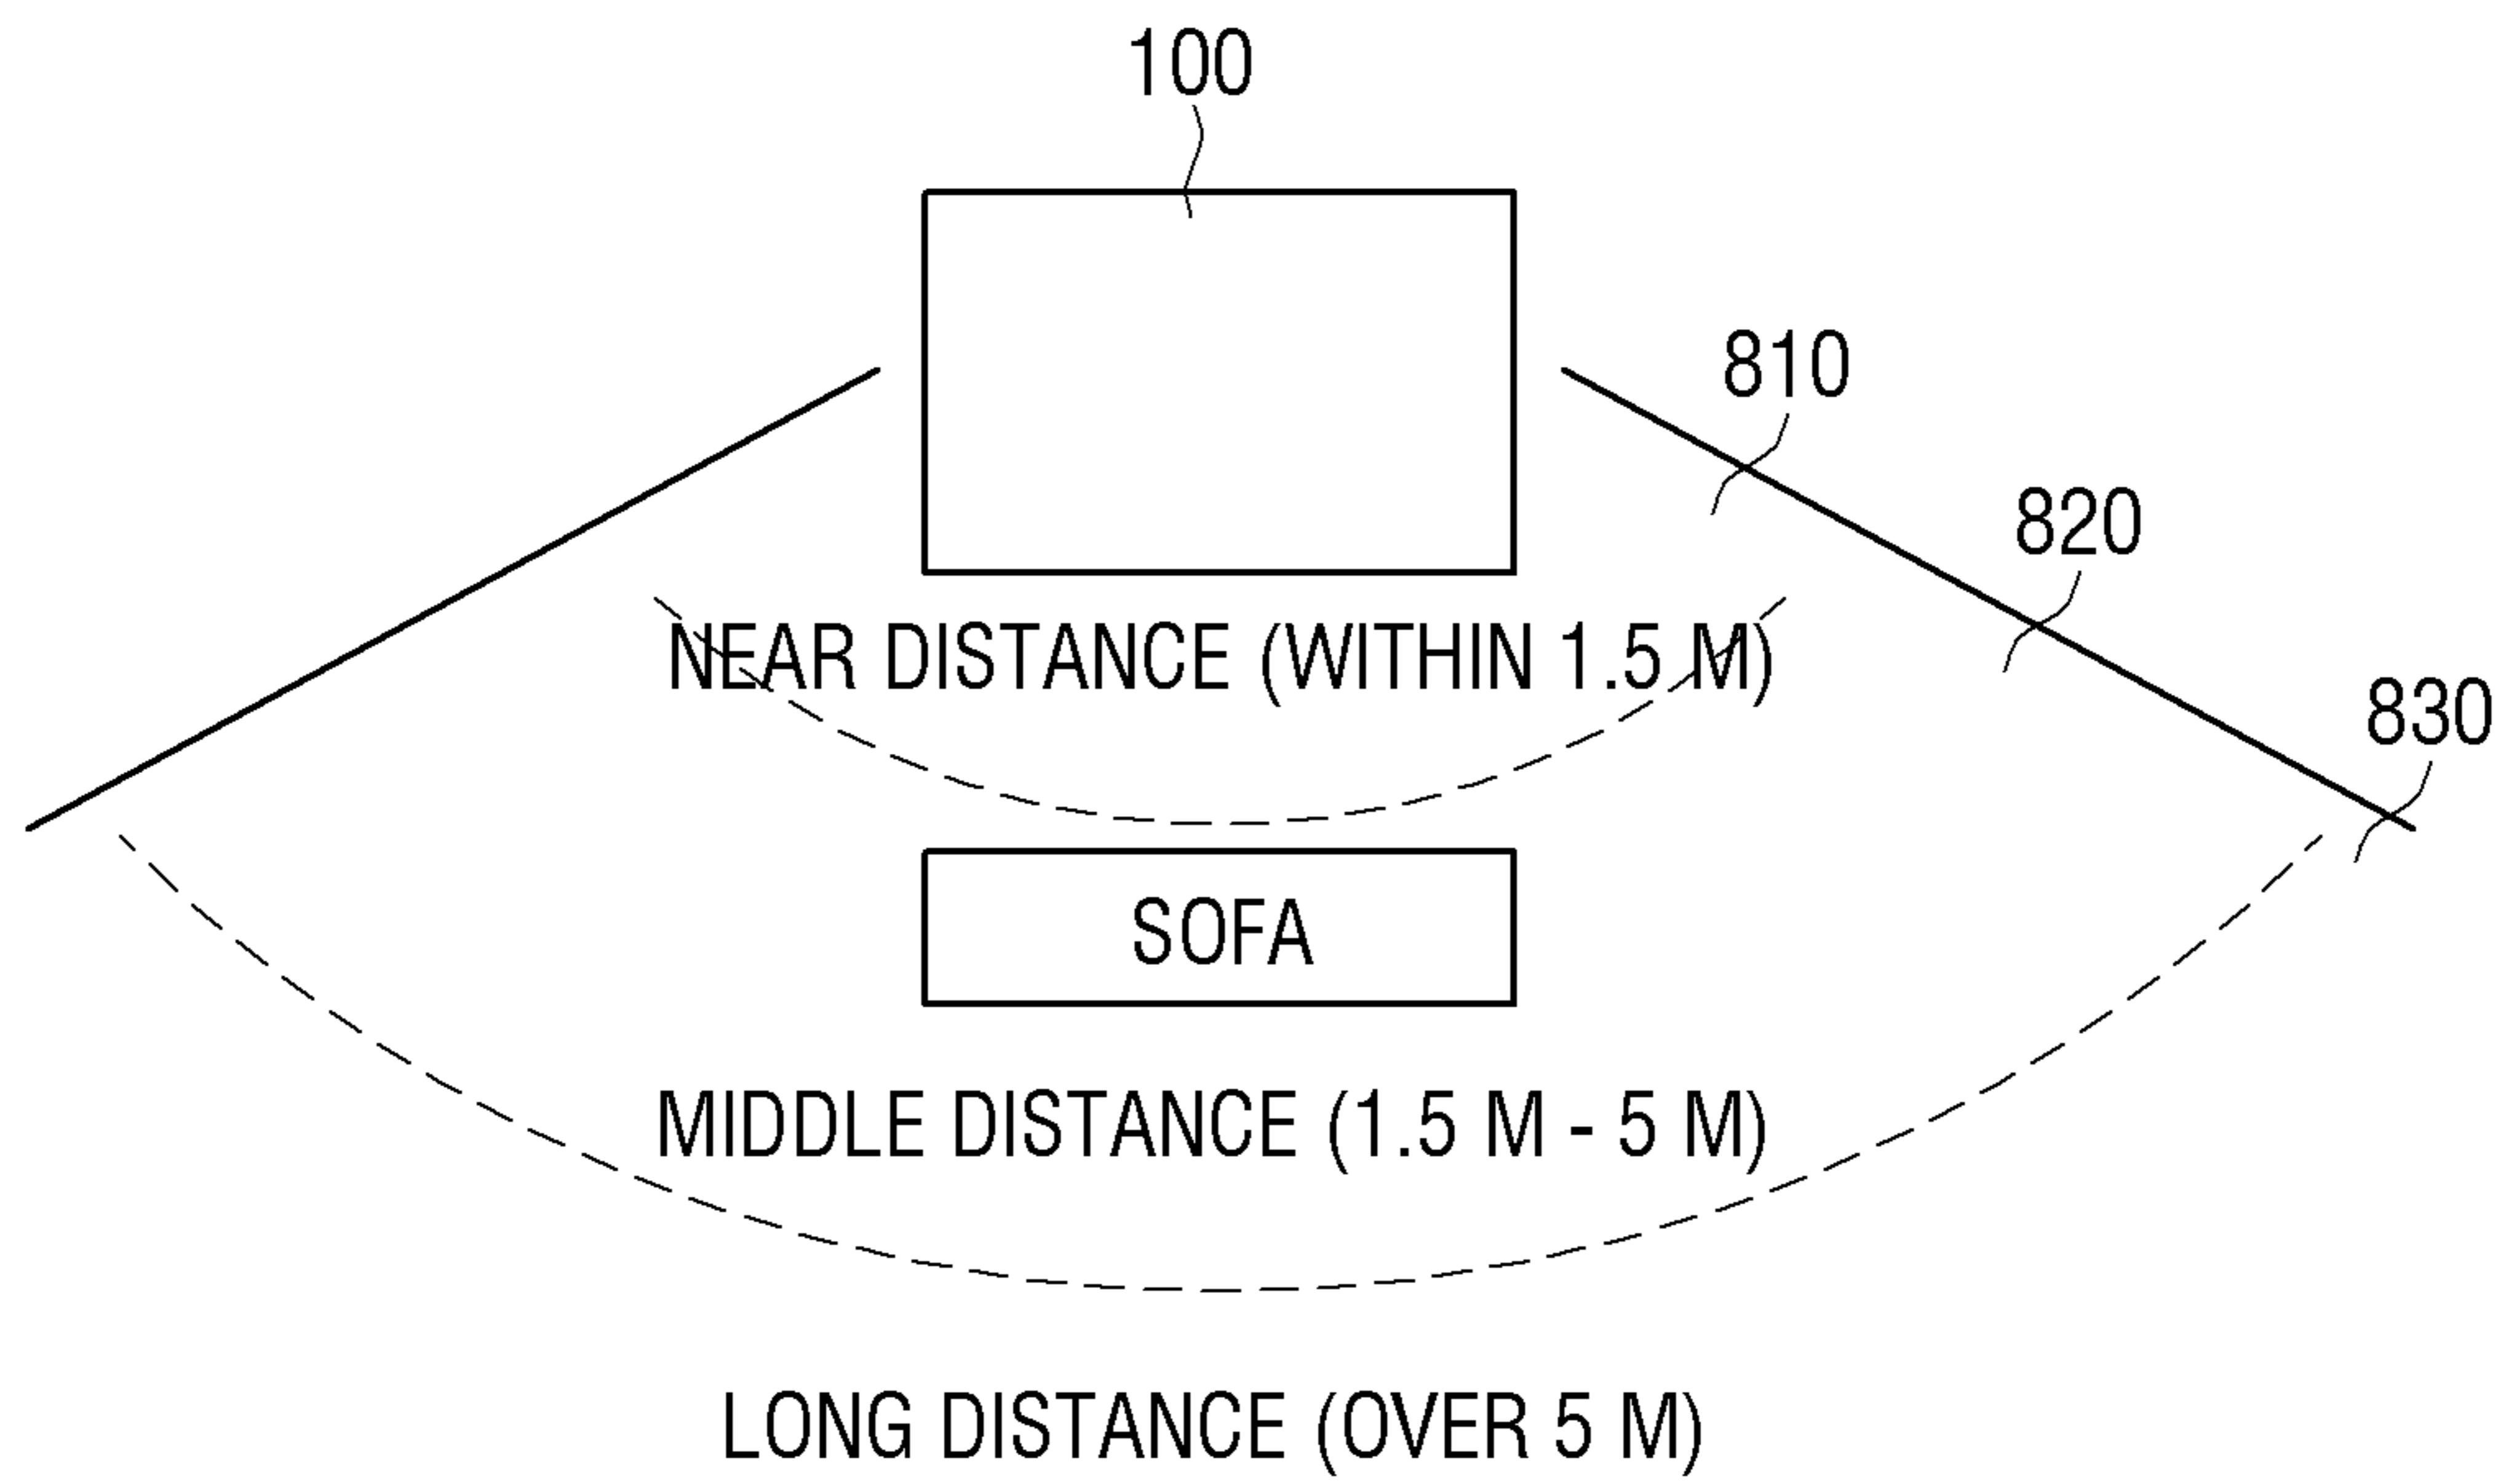 100
810
820
NEAR DISTANCE (WITHIN 1.5 M)
830
SOFA
MIDDLE DISTANCE (1.5 M - 5 M)
LONG DISTANCE (OVER 5 M)